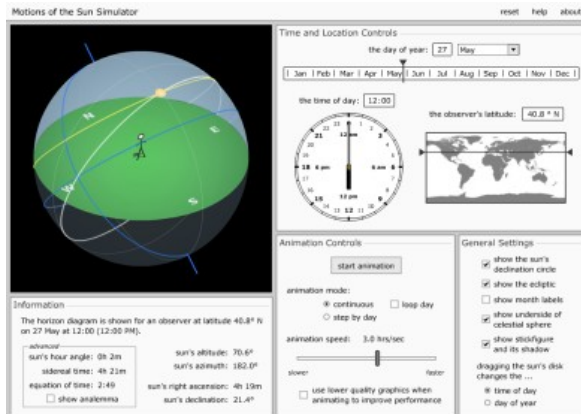 Motions of the Sun Simulator
reset help about
Time and Location Controls
the day of year: 27 May
Jan Feb Mar Apr May Jun Jul Aug Sep Oct Nov Dec
the time of day: 12:00
the observer's latitude: 40.8 ° N
N
E
W
S
Animation Controls
start animation
animation mode:
continuous
loop day
step by day
animation speed: 3.0 hrs/sec
slower faster
use lower quality graphics when
animating to improve performance
General Settings
show the sun's
declination circle
show the ecliptic
show month labels
show underside of
celestial sphere
show stickfigure
and its shadow
dragging the sun's disk
changes the ...
time of day
day of year
Information
The horizon diagram is shown for an observer at latitude 40.8° N
on 27 May at 12:00 (12:00 PM).
advanced
sun's hour angle: 0h 2m
sidereal time: 4h 21m
equation of time: 2:49
show analemma
sun's altitude: 70.6°
sun's azimuth: 182.0°
sun's right ascension: 4h 19m
sun's declination: 21.4°